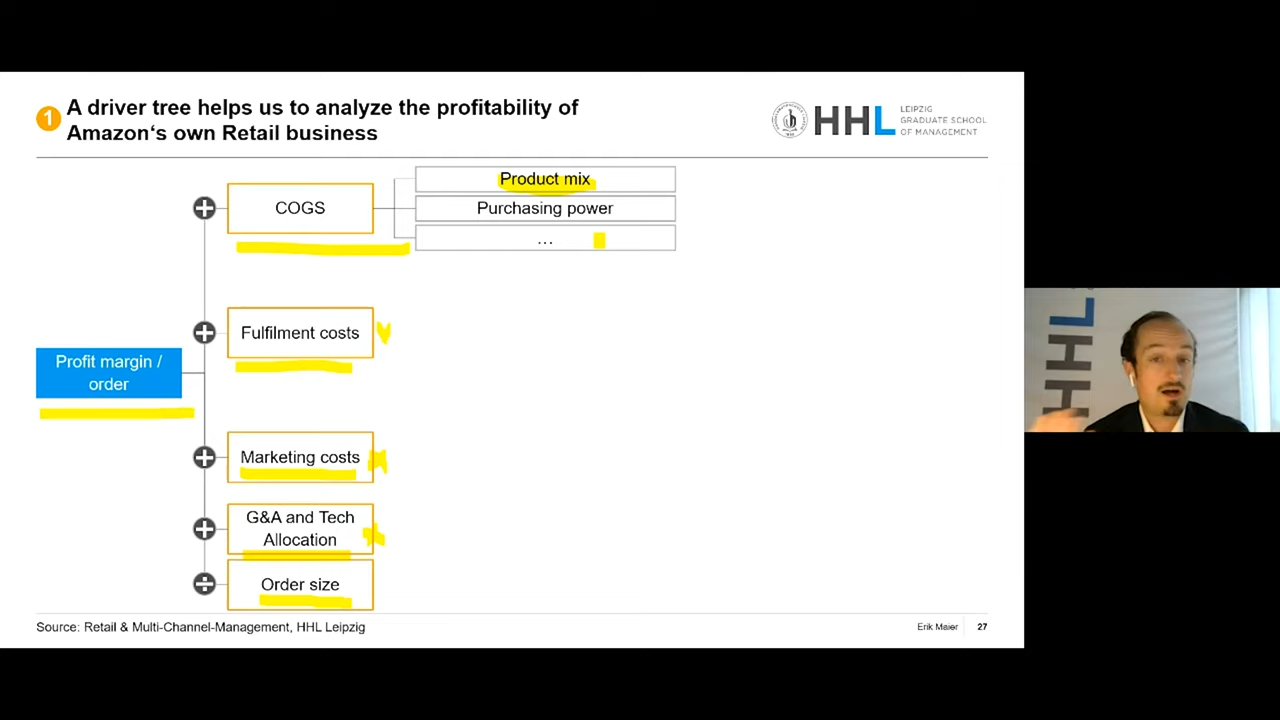 1
A driver tree helps us to analyze the profitability of
Amazon‘s own Retail business
HHL
LEIPZIG
GRADUATE SCHOOL
OF MANAGEMENT
Product mix
COGS
Purchasing power
...
Fulfilment costs
Profit margin /
order
Marketing costs
G&A and Tech
Allocation
Order size
Source: Retail & Multi-Channel-Management, HHL Leipzig
Erik Maier
27
HHL